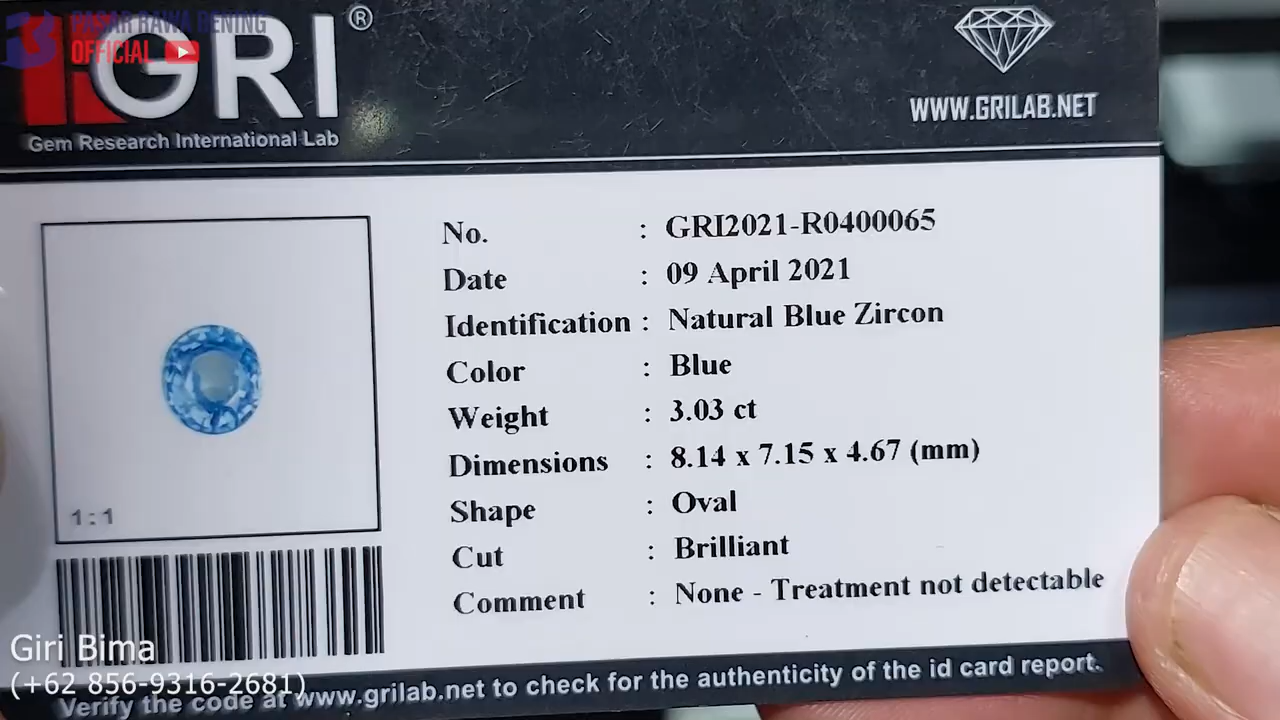 PASAR RAWA BENING
OFFICIAL
GRI®
Gem Research International Lab
WWW.GRILAB.NET
No. : GRI2021-R0400065
Date : 09 April 2021
Identification : Natural Blue Zircon
Color : Blue
Weight : 3.03 ct
Dimensions : 8.14 x 7.15 x 4.67 (mm)
Shape : Oval
Cut : Brilliant
Comment : None - Treatment not detectable
1:1
Giri Bima
(+62 856-9316-2681)
Verify the code at www.grilab.net to check for the authenticity of the id card report.